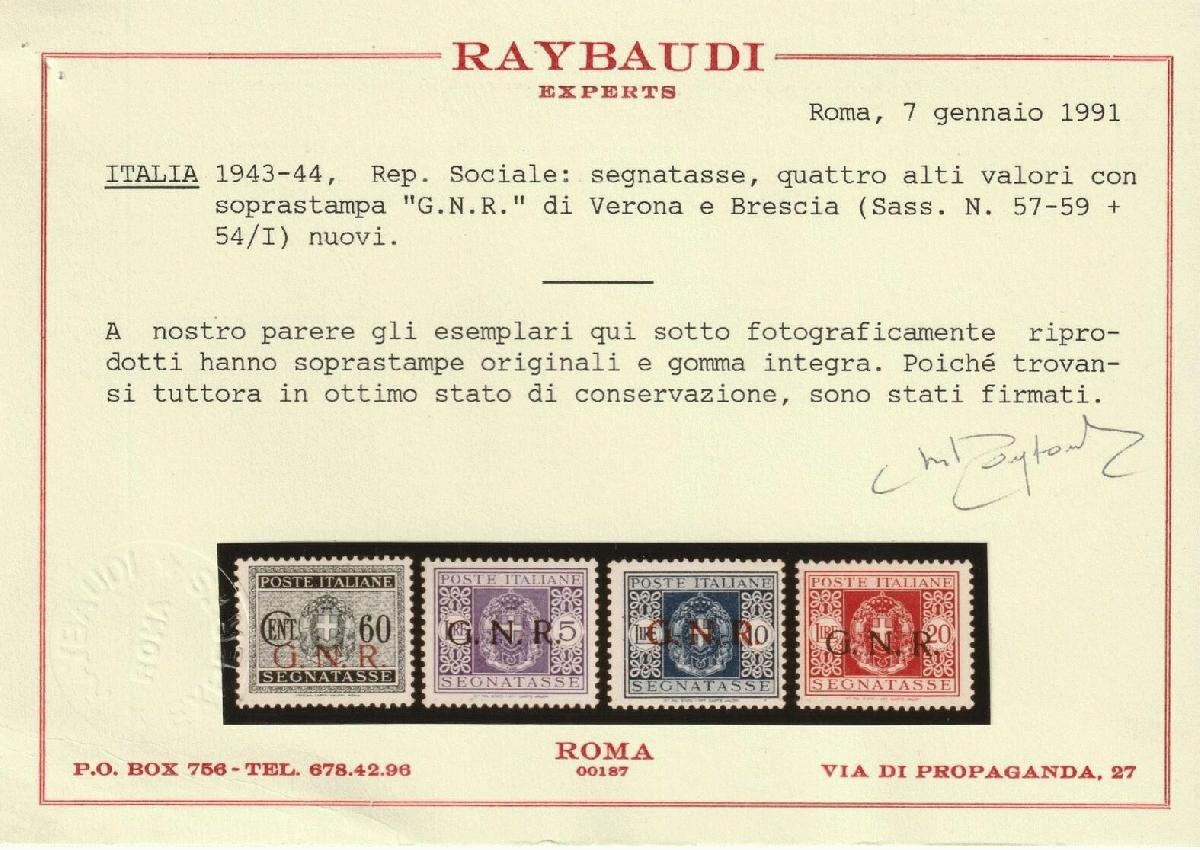 RAYBAUDI
EXPERTS
Roma, 7 gennaio 1991
ITALIA 1943-44, Rep. Sociale: segnatasse, quattro alti valori con
soprastampa "G.N.R." di Verona e Brescia (Sass. N. 57-59 +
54/I) nuovi.
A nostro parere gli esemplari qui sotto fotograficamente ripro-
dotti hanno soprastampe originali e gomma integra. Poiché trovan-
si tuttora in ottimo stato di conservazione, sono stati firmati.
POSTE ITALIANE
CENT. 60
G. N. R.
SEGNATASSE
POSTE ITALIANE
5
G. N. R.
SEGNATASSE
POSTE ITALIANE
LIRE 10
G. N. R.
SEGNATASSE
POSTE ITALIANE
LIRE 20
G. N. R.
SEGNATASSE
RAYBAUDI
ROMA
ROMA
00187
P.O. BOX 756 - TEL. 678.42.96
VIA DI PROPAGANDA, 27